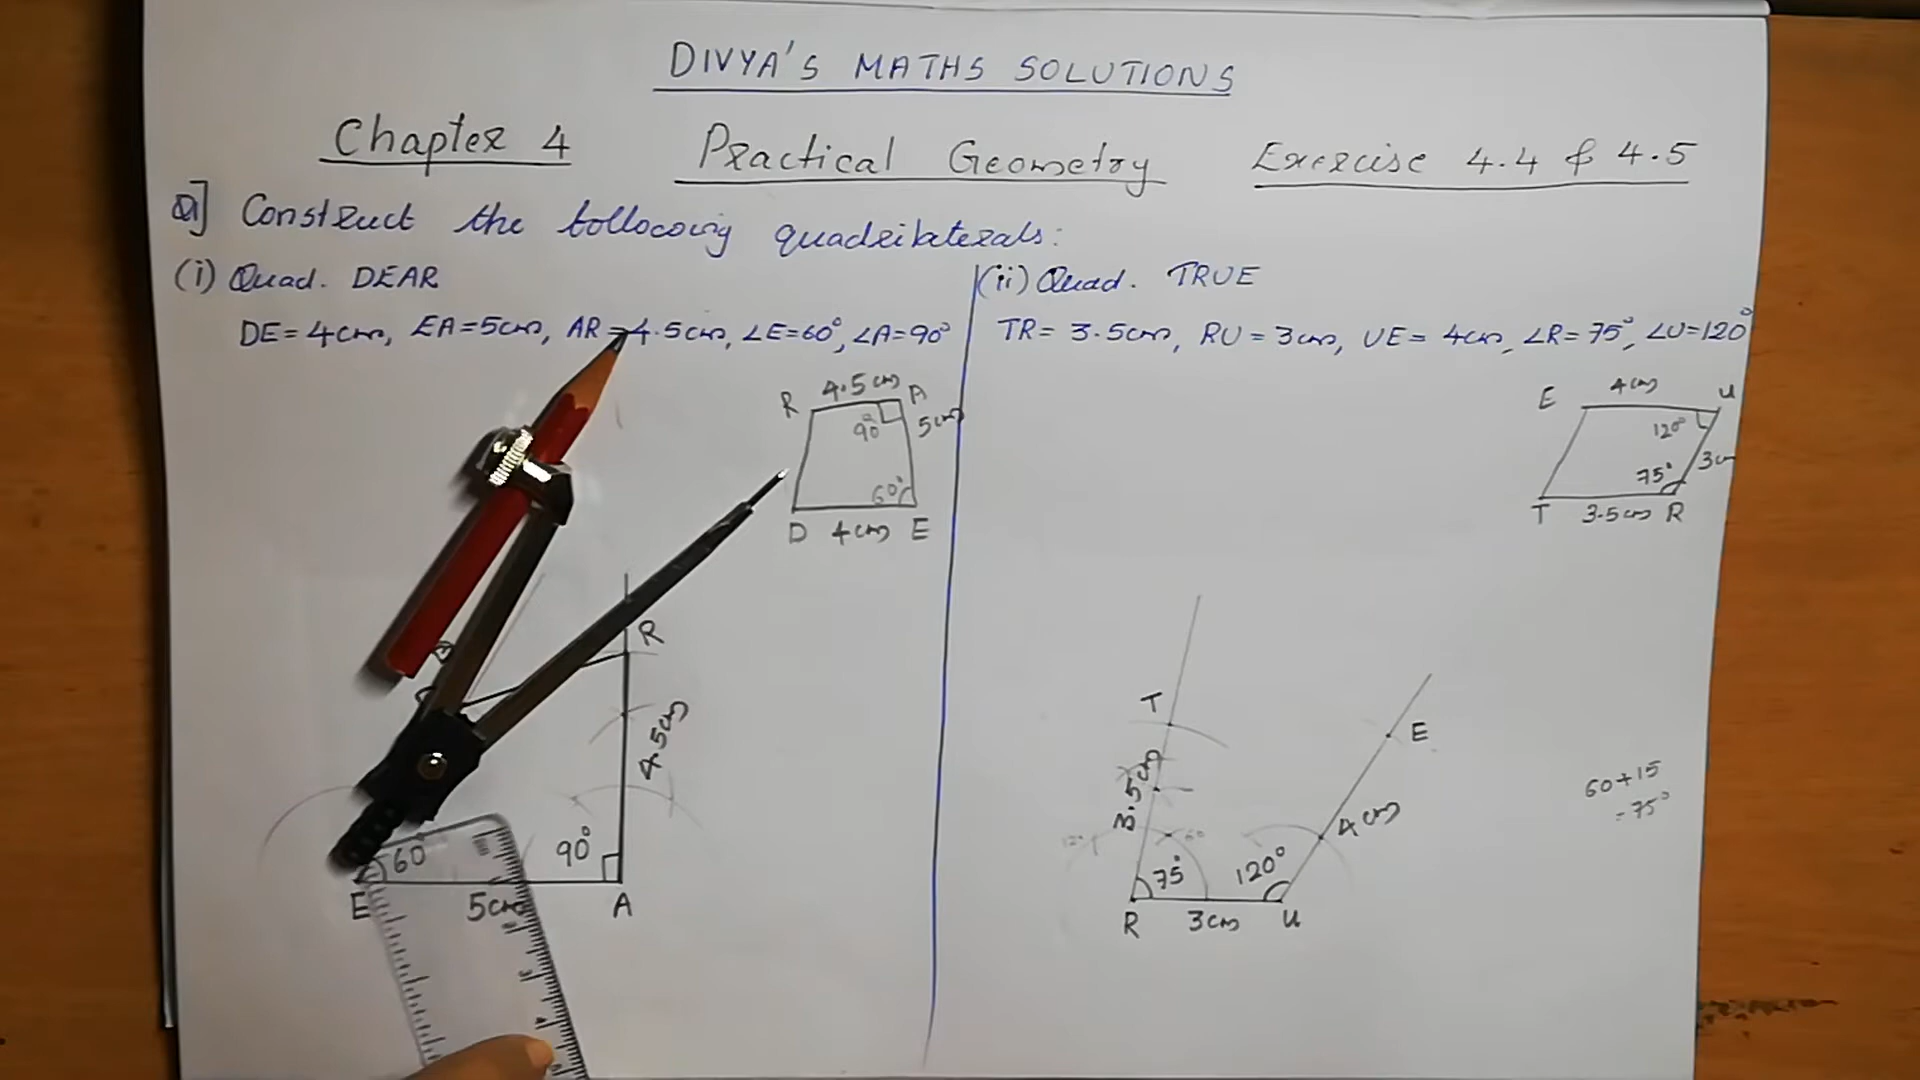 DIVYA'S MATHS SOLUTIONS
Chapter 4 Practical Geometry Exercise 4.4 & 4.5
Q] Construct the following quadrilaterals:
(i) Quad. DEAR
DE = 4cm, EA = 5cm, AR = 4.5cm, ∠E = 60°, ∠A = 90°
R 4.5cm A
90° 5cm
60°
D 4cm E
R
4.5cm
60° 90°
E 5cm A
(ii) Quad. TRUE
TR = 3.5cm, RU = 3cm, UE = 4cm, ∠R = 75°, ∠U = 120°
E 4cm U
120°
75° 3cm
T 3.5cm R
T E
3.5cm 4cm
60
75° 120°
R 3cm U
60+15
= 75°